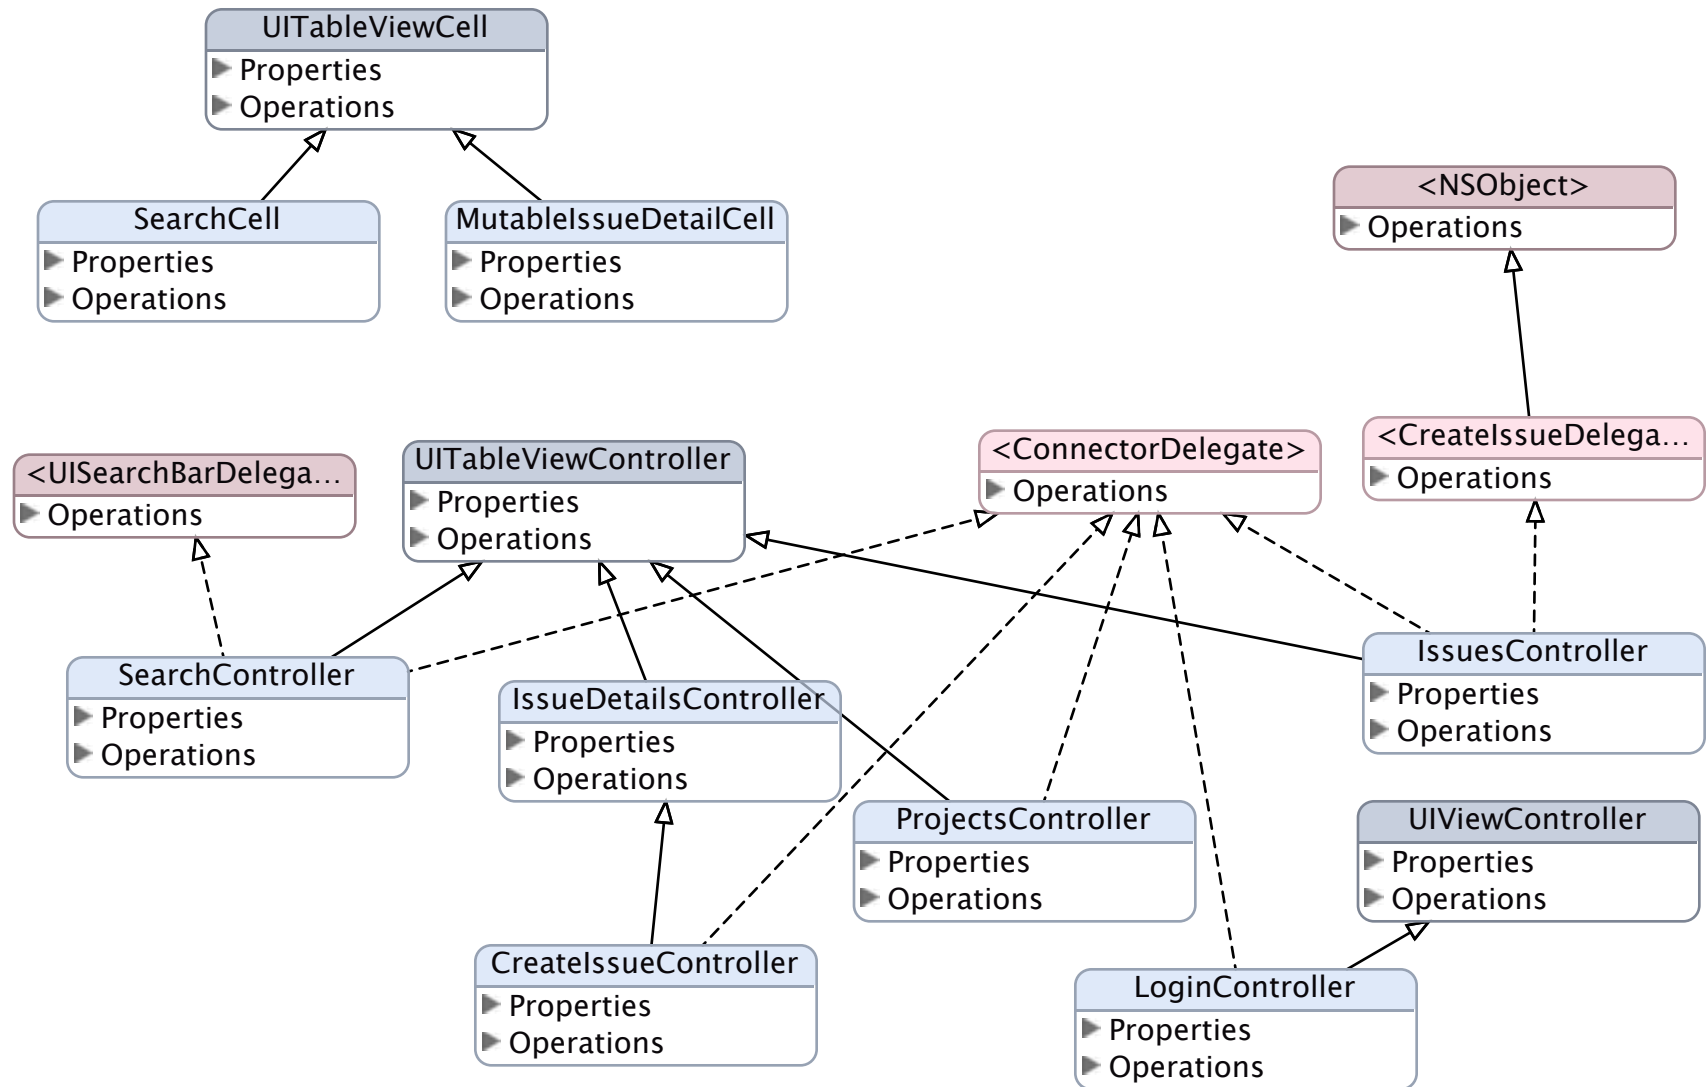 UITableViewCell
Properties
Operations
SearchCell
Properties
Operations
MutableIssueDetailCell
Properties
Operations
<NSObject>
Operations
<UISearchBarDelega...
Operations
UITableViewController
Properties
Operations
<ConnectorDelegate>
Operations
<CreateIssueDelega...
Operations
SearchController
Properties
Operations
IssueDetailsController
Properties
Operations
IssuesController
Properties
Operations
ProjectsController
Properties
Operations
UIViewController
Properties
Operations
CreateIssueController
Properties
Operations
LoginController
Properties
Operations